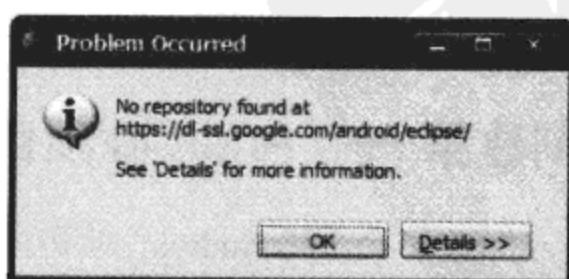 Problem Occurred
No repository found at
https://dl-ssl.google.com/android/eclipse/
See 'Details' for more information.
OK
Details >>